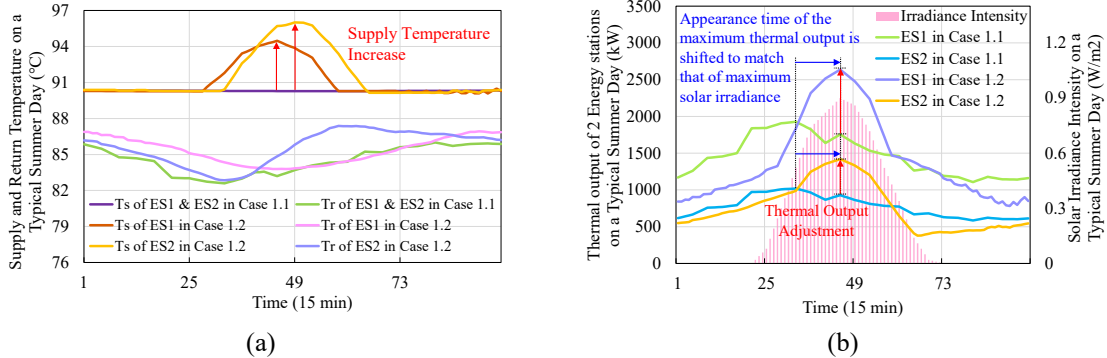 Supply and Return Temperature on a
Typical Summer Day (℃)
97
94
91
88
85
82
79
76
Supply Temperature
Increase
Ts of ES1 & ES2 in Case 1.1
Tr of ES1 & ES2 in Case 1.1
Ts of ES1 in Case 1.2
Tr of ES1 in Case 1.2
Ts of ES2 in Case 1.2
Tr of ES2 in Case 1.2
1
25
49
73
Time (15 min)
(a)
Thermal output of 2 Energy stations
on a Typical Summer Day (kW)
3500
3000
2500
2000
1500
1000
500
0
Appearance time of the
maximum thermal output is
shifted to match
that of maximum
solar irradiance
Irradiance Intensity
ES1 in Case 1.1
ES2 in Case 1.1
ES1 in Case 1.2
ES2 in Case 1.2
Thermal Output
Adjustment
1.2
0.9
0.6
0.3
0
Solar Irradiance Intensity on a
Typical Summer Day (W/m2)
1
25
49
73
Time (15 min)
(b)